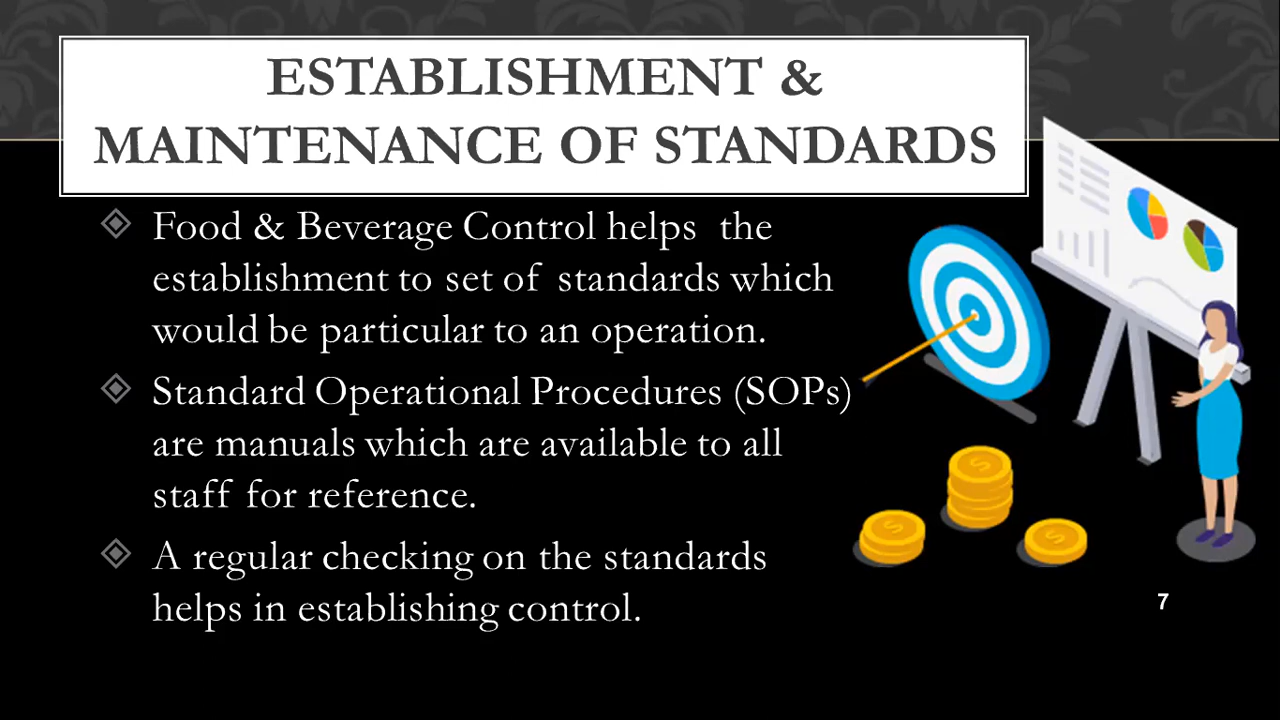 ESTABLISHMENT &
MAINTENANCE OF STANDARDS
Food & Beverage Control helps the
establishment to set of standards which
would be particular to an operation.
Standard Operational Procedures (SOPs)
are manuals which are available to all
staff for reference.
A regular checking on the standards
helps in establishing control.
7